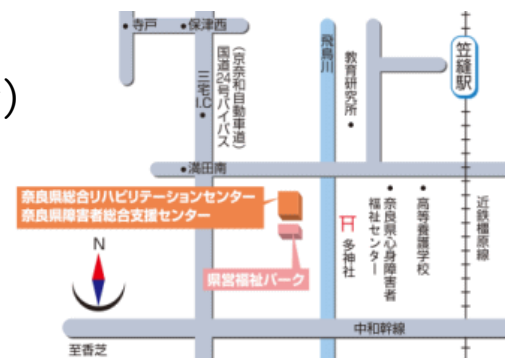 )
寺戸
保津西
飛鳥川
教育研究所
笠縫駅
(京奈和自動車道)
国道24号バイパス
三宅I.C
満田南
奈良県総合リハビリテーションセンター
奈良県障害者総合支援センター
多神社
奈良県心身障害者
福祉センター
高等養護学校
近鉄橿原線
N
県営福祉パーク
中和幹線
至香芝